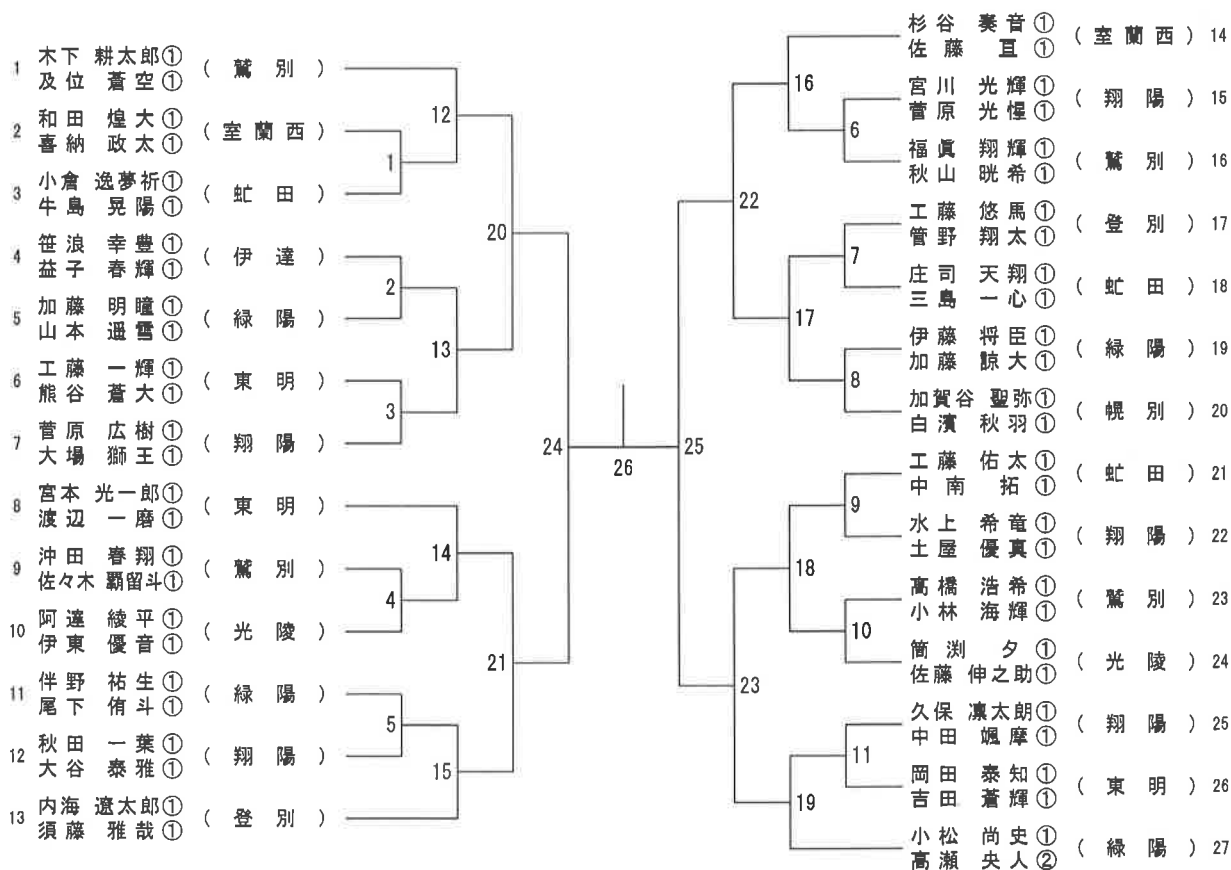 1 木下 耕太郎① ( 鷲別 )
及位 蒼空①
2 和田 煌大① ( 室蘭西 )
喜納 政太①
3 小倉 逸夢祈① ( 虻田 )
牛島 晃陽①
4 笹浪 幸豊① ( 伊達 )
益子 春輝①
5 加藤 明瞳① ( 緑陽 )
山本 遥雪①
6 工藤 一輝① ( 東明 )
熊谷 蒼大①
7 菅原 広樹① ( 翔陽 )
大場 獅王①
8 宮本 光一郎① ( 東明 )
渡辺 一磨①
9 沖田 春翔① ( 鷲別 )
佐々木 覇留斗①
10 阿達 綾平① ( 光陵 )
伊東 優音①
11 伴野 祐生① ( 緑陽 )
尾下 侑斗①
12 秋田 一葉① ( 翔陽 )
大谷 泰雅①
13 内海 遼太郎① ( 登別 )
須藤 雅哉①
12
1
20
2
13
3
24
14
4
21
5
15
26
25
16
6
22
7
17
8
9
18
10
23
11
19
杉谷 奏音① ( 室蘭西 ) 14
佐藤 亘①
宮川 光輝① ( 翔陽 ) 15
菅原 光惺①
福眞 翔輝① ( 鷲別 ) 16
秋山 晄希①
工藤 悠馬① ( 登別 ) 17
管野 翔太①
庄司 天翔① ( 虻田 ) 18
三島 一心①
伊藤 将臣① ( 緑陽 ) 19
加藤 諒大①
加賀谷 聖弥① ( 幌別 ) 20
白濱 秋羽①
工藤 佑太① ( 虻田 ) 21
中南 拓①
水上 希竜① ( 翔陽 ) 22
土屋 優真①
髙橋 浩希① ( 鷲別 ) 23
小林 海輝①
筒渕 夕① ( 光陵 ) 24
佐藤 伸之助①
久保 凛太朗① ( 翔陽 ) 25
中田 颯摩①
岡田 泰知① ( 東明 ) 26
吉田 蒼輝①
小松 尚史① ( 緑陽 ) 27
高瀬 央人②